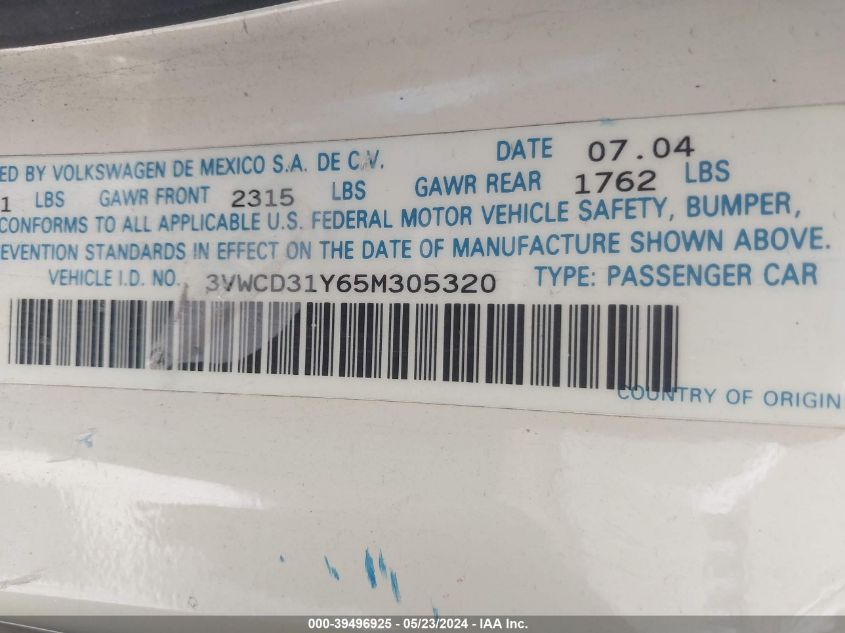 ED BY VOLKSWAGEN DE MEXICO S.A. DE C.V. DATE 07.04
1 LBS GAWR FRONT 2315 LBS GAWR REAR 1762 LBS
CONFORMS TO ALL APPLICABLE U.S. FEDERAL MOTOR VEHICLE SAFETY, BUMPER,
EVENTION STANDARDS IN EFFECT ON THE DATE OF MANUFACTURE SHOWN ABOVE.
VEHICLE I.D. NO. 3VWCD31Y65M305320 TYPE: PASSENGER CAR
COUNTRY OF ORIGIN
000-39496925 - 05/23/2024 - IAA Inc.